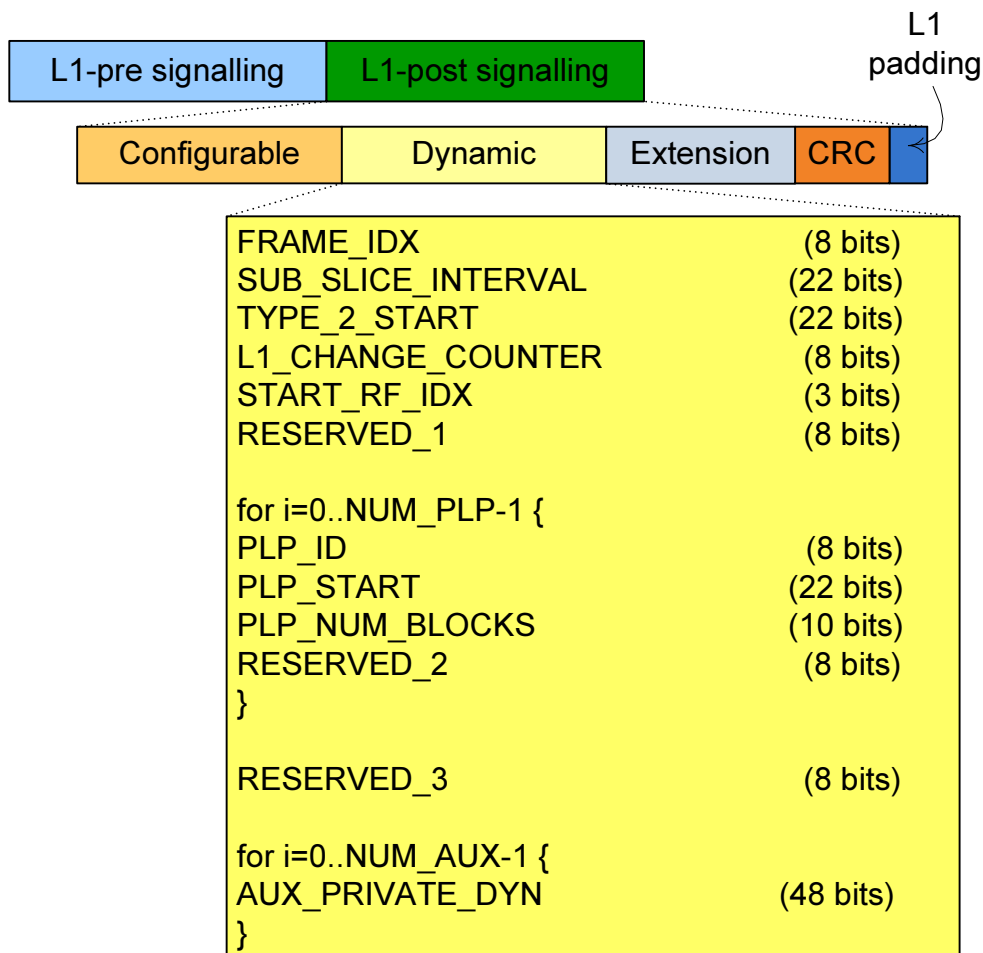 L1
padding
L1-pre signalling L1-post signalling
Configurable Dynamic Extension CRC
FRAME_IDX (8 bits)
SUB_SLICE_INTERVAL (22 bits)
TYPE_2_START (22 bits)
L1_CHANGE_COUNTER (8 bits)
START_RF_IDX (3 bits)
RESERVED_1 (8 bits)
for i=0..NUM_PLP-1 {
PLP_ID (8 bits)
PLP_START (22 bits)
PLP_NUM_BLOCKS (10 bits)
RESERVED_2 (8 bits)
}
RESERVED_3 (8 bits)
for i=0..NUM_AUX-1 {
AUX_PRIVATE_DYN (48 bits)
}